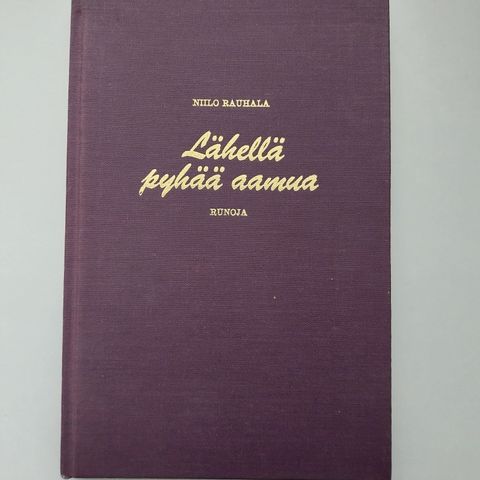 NIILO RAUHALA
Lähellä
pyhää aamua
RUNOJA